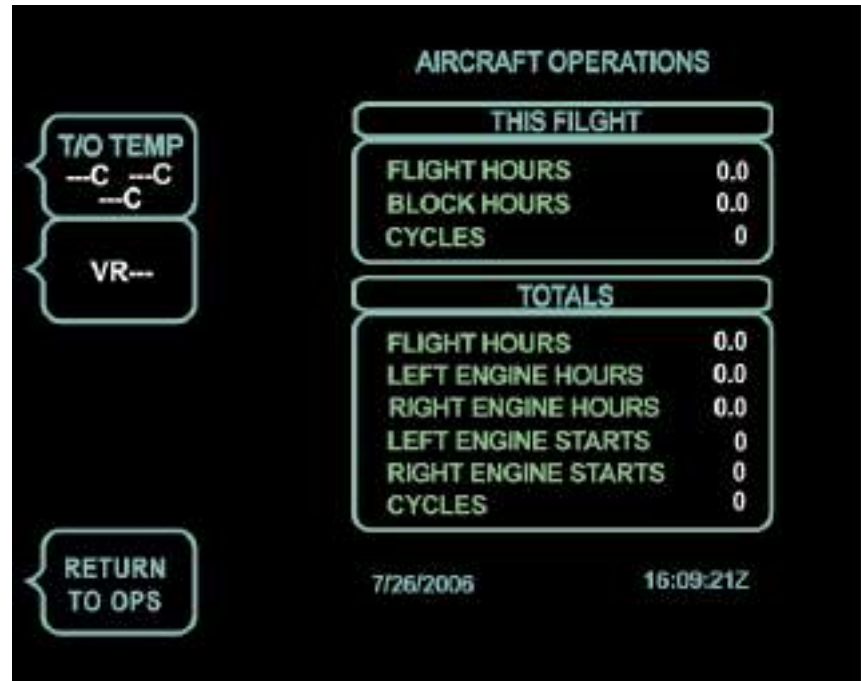 AIRCRAFT OPERATIONS
T/O TEMP
---C ---C
---C
VR---
THIS FILGHT
FLIGHT HOURS 0.0
BLOCK HOURS 0.0
CYCLES 0
TOTALS
FLIGHT HOURS 0.0
LEFT ENGINE HOURS 0.0
RIGHT ENGINE HOURS 0.0
LEFT ENGINE STARTS 0
RIGHT ENGINE STARTS 0
CYCLES 0
RETURN
TO OPS
7/26/2006 16:09:21Z